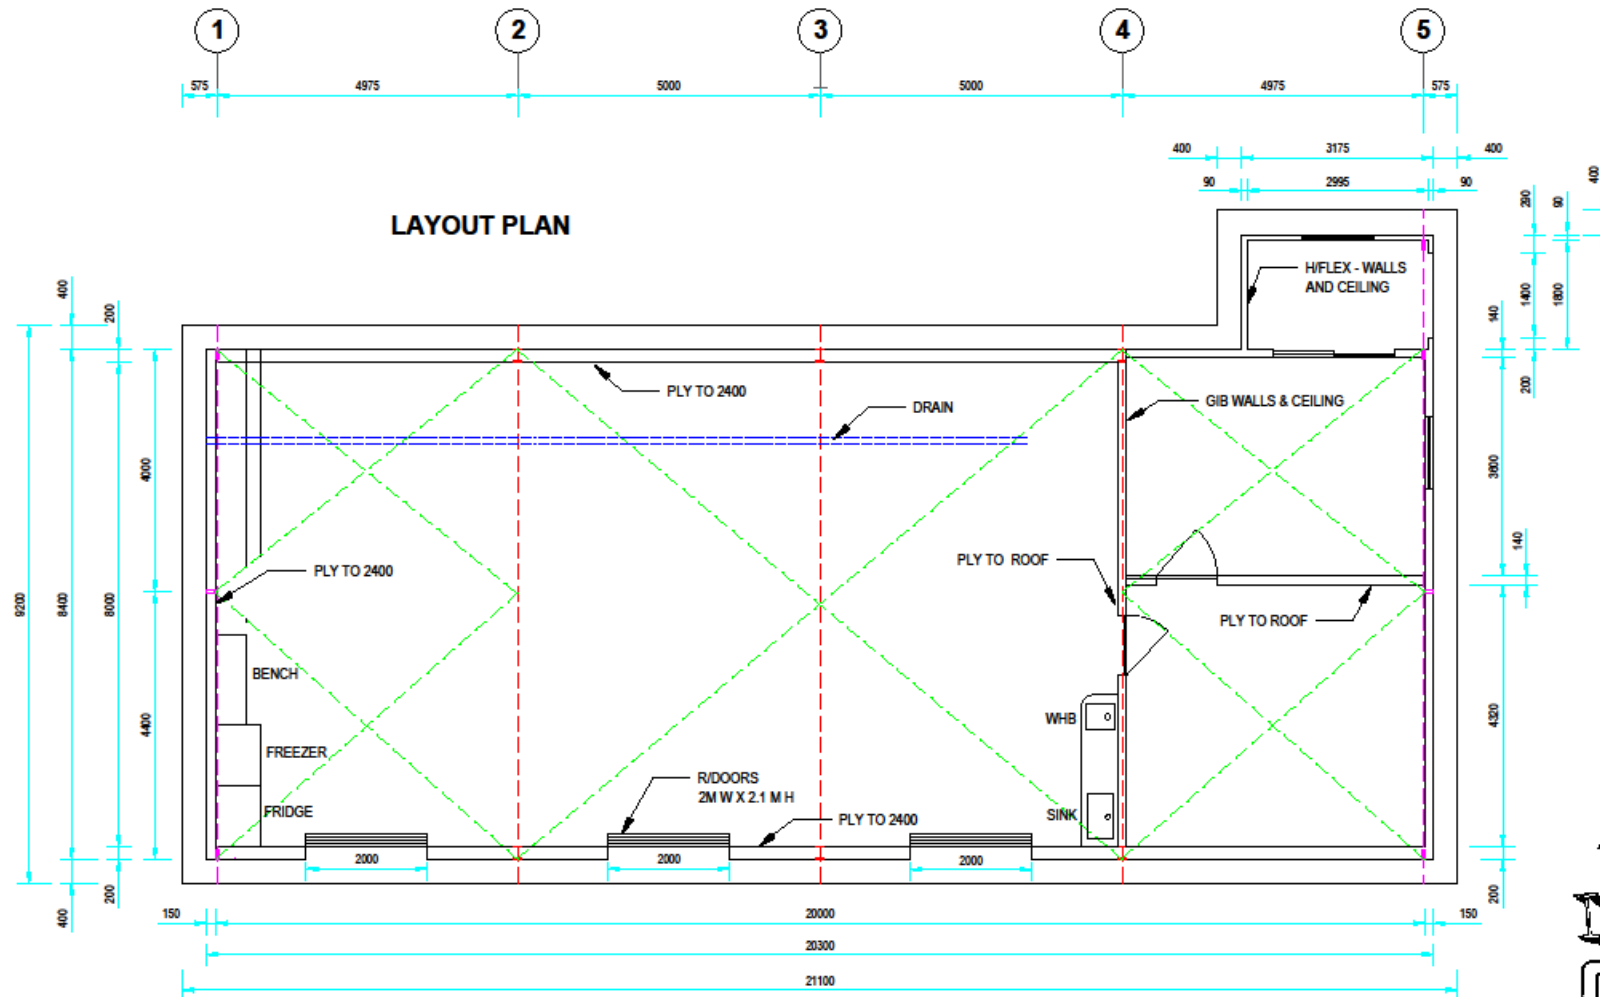 1 2 3 4 5
575 4975 5000 5000 4975 575
400 3175 400
90 2995 90
400
290 90
LAYOUT PLAN
H/FLEX - WALLS
AND CEILING
1400 1800
400 200 140
200
PLY TO 2400
GIB WALLS & CEILING
DRAIN
4000
3600
PLY TO ROOF
140
PLY TO 2400
9200 8400 8000
PLY TO ROOF
BENCH
WHB
4400
4320
FREEZER
R/DOORS
2M W X 2.1 M H
FRIDGE
SINK
PLY TO 2400
2000 2000 2000
400 200
200
150 20000 150
20300
21100